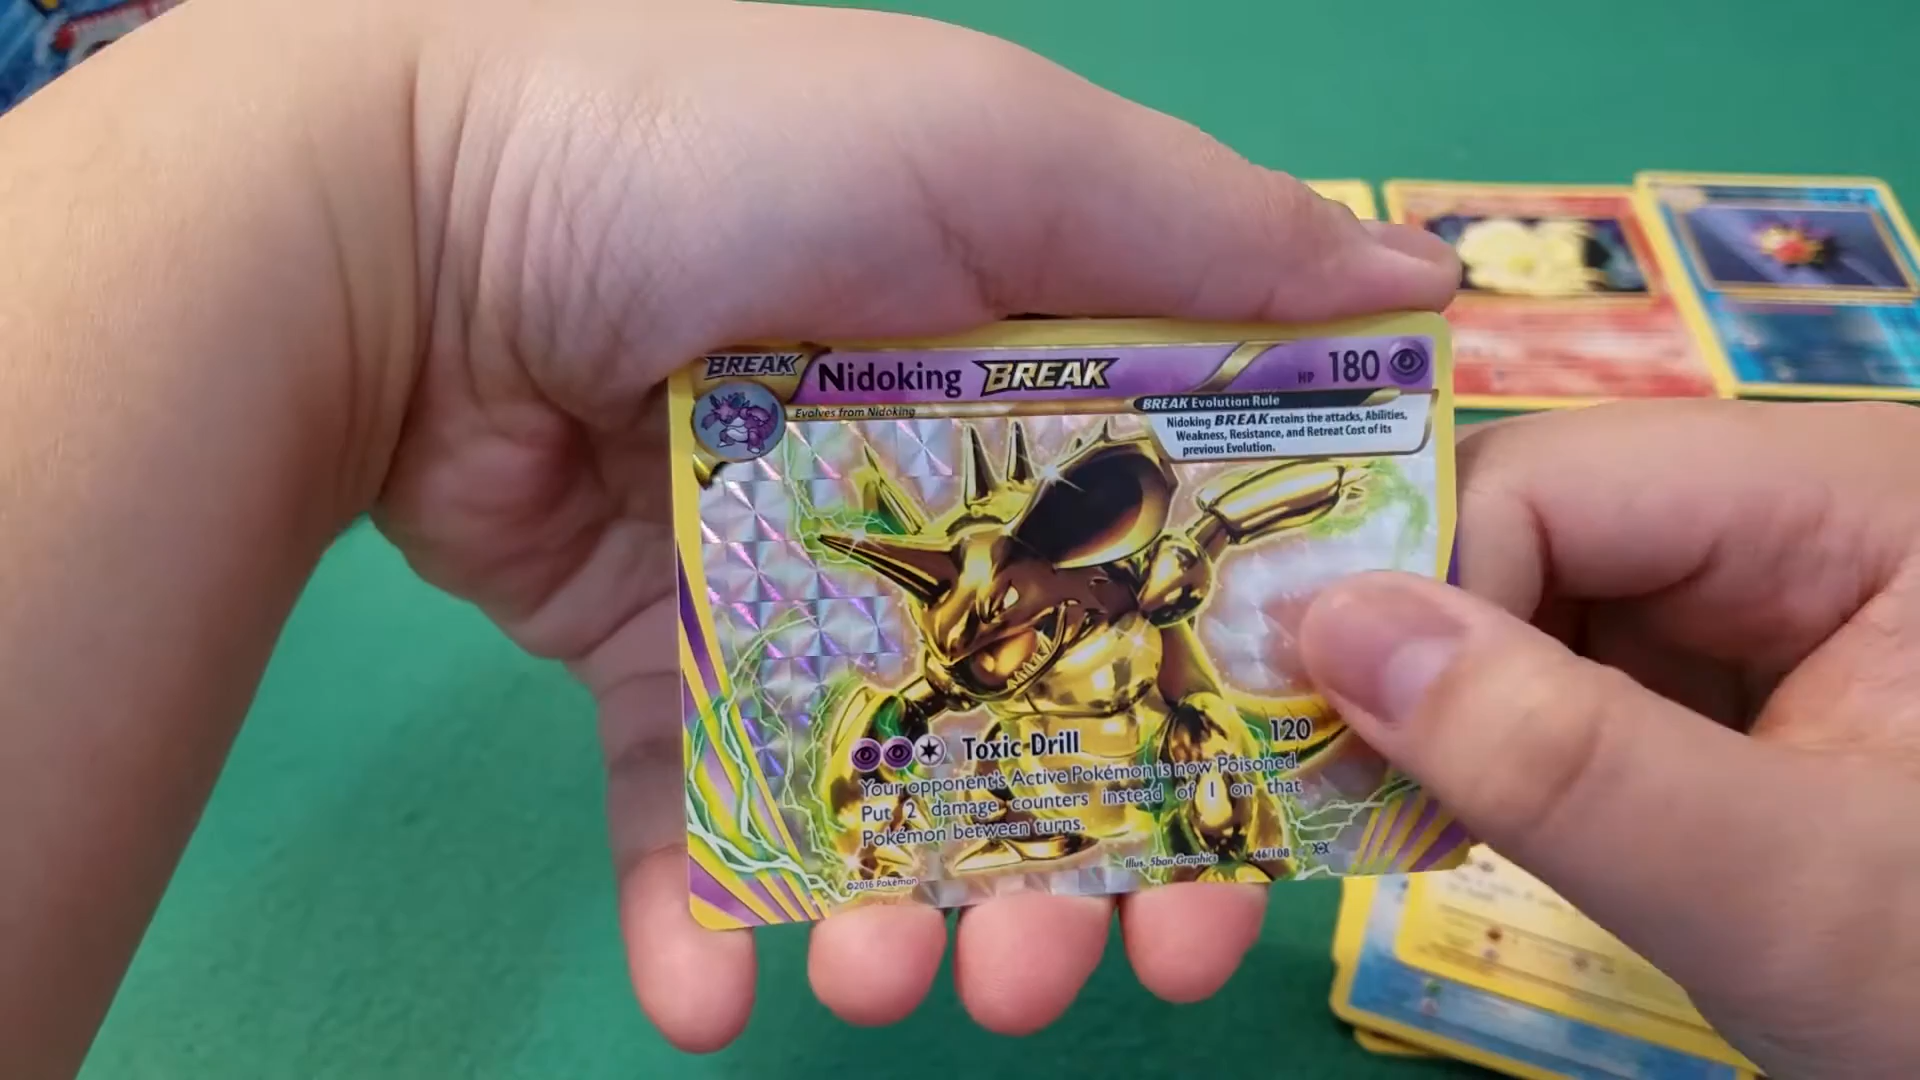 BREAK Nidoking BREAK HP 180
Evolves from Nidoking
BREAK Evolution Rule
Nidoking BREAK retains the attacks, Abilities,
Weakness, Resistance, and Retreat Cost of its
previous Evolution.
Toxic Drill 120
Your opponent's Active Pokémon is now Poisoned.
Put 2 damage counters instead of 1 on that
Pokémon between turns.
Illus. 5ban Graphics 46/108
©2016 Pokémon